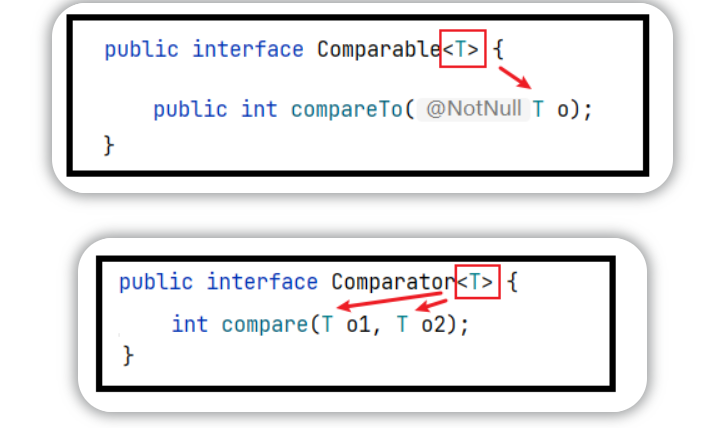 public interface Comparable<T> {
public int compareTo( @NotNull T o);
}
public interface Comparator<T> {
int compare(T o1, T o2);
}